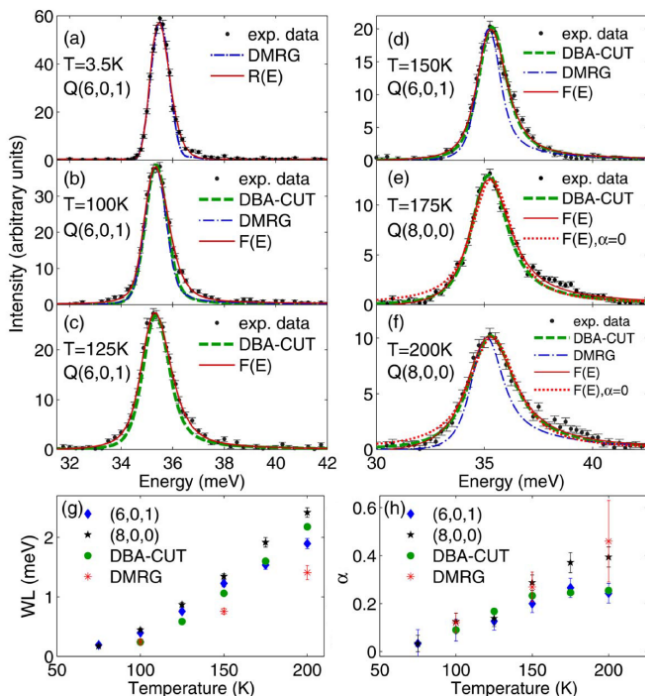 (a)
T=3.5K
Q(6,0,1)
exp. data
DMRG
R(E)
60
40
20
0
(b)
T=100K
Q(6,0,1)
exp. data
DBA-CUT
DMRG
F(E)
30
20
10
0
(c)
T=125K
Q(6,0,1)
exp. data
DBA-CUT
F(E)
20
10
0
32 34 36 38 40 42
Energy (meV)
Intensity (arbitrary units)
(d)
T=150K
Q(6,0,1)
exp. data
DBA-CUT
DMRG
F(E)
20
15
10
5
0
(e)
T=175K
Q(8,0,0)
exp. data
DBA-CUT
F(E)
F(E),α=0
10
5
0
(f)
T=200K
Q(8,0,0)
exp. data
DBA-CUT
DMRG
F(E)
F(E),α=0
10
5
0
30 35 40
Energy (meV)
(g)
(6,0,1)
(8,0,0)
DBA-CUT
DMRG
WL (meV)
2
1
0
50 100 150 200
Temperature (K)
(h)
(6,0,1)
(8,0,0)
DBA-CUT
DMRG
α
0.6
0.4
0.2
0
50 100 150 200
Temperature (K)